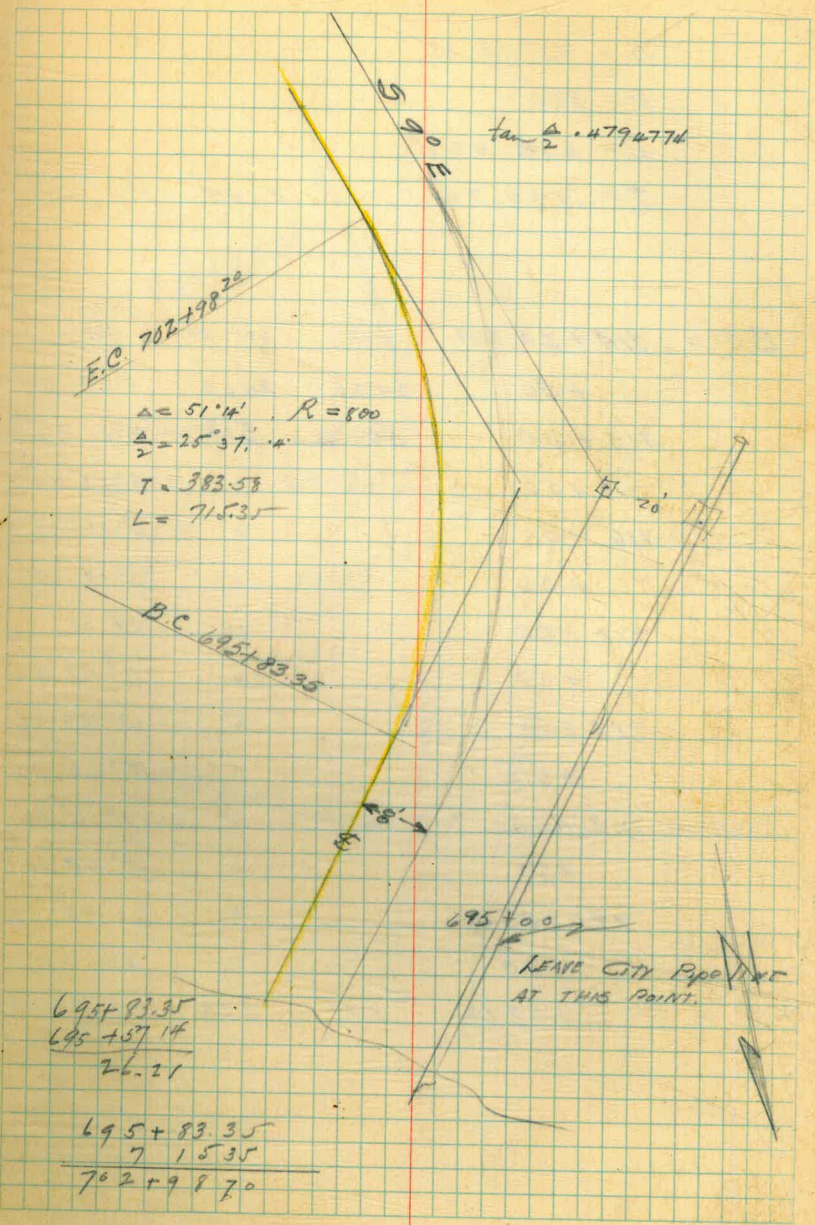 S 9° E
tan Δ/2 .4794774
E.C. 702+98 20
Δ = 51°14' R = 800
Δ/2 = 25°37'
T = 383.58
L = 715.35
20'
B.C. 695+83.35
8'
℄
695+00
LEAVE CITY Pipe LINE
AT THIS POINT.
N
695+83.35
695+57 14
26.21
695+83.35
7 15 35
702+98 70